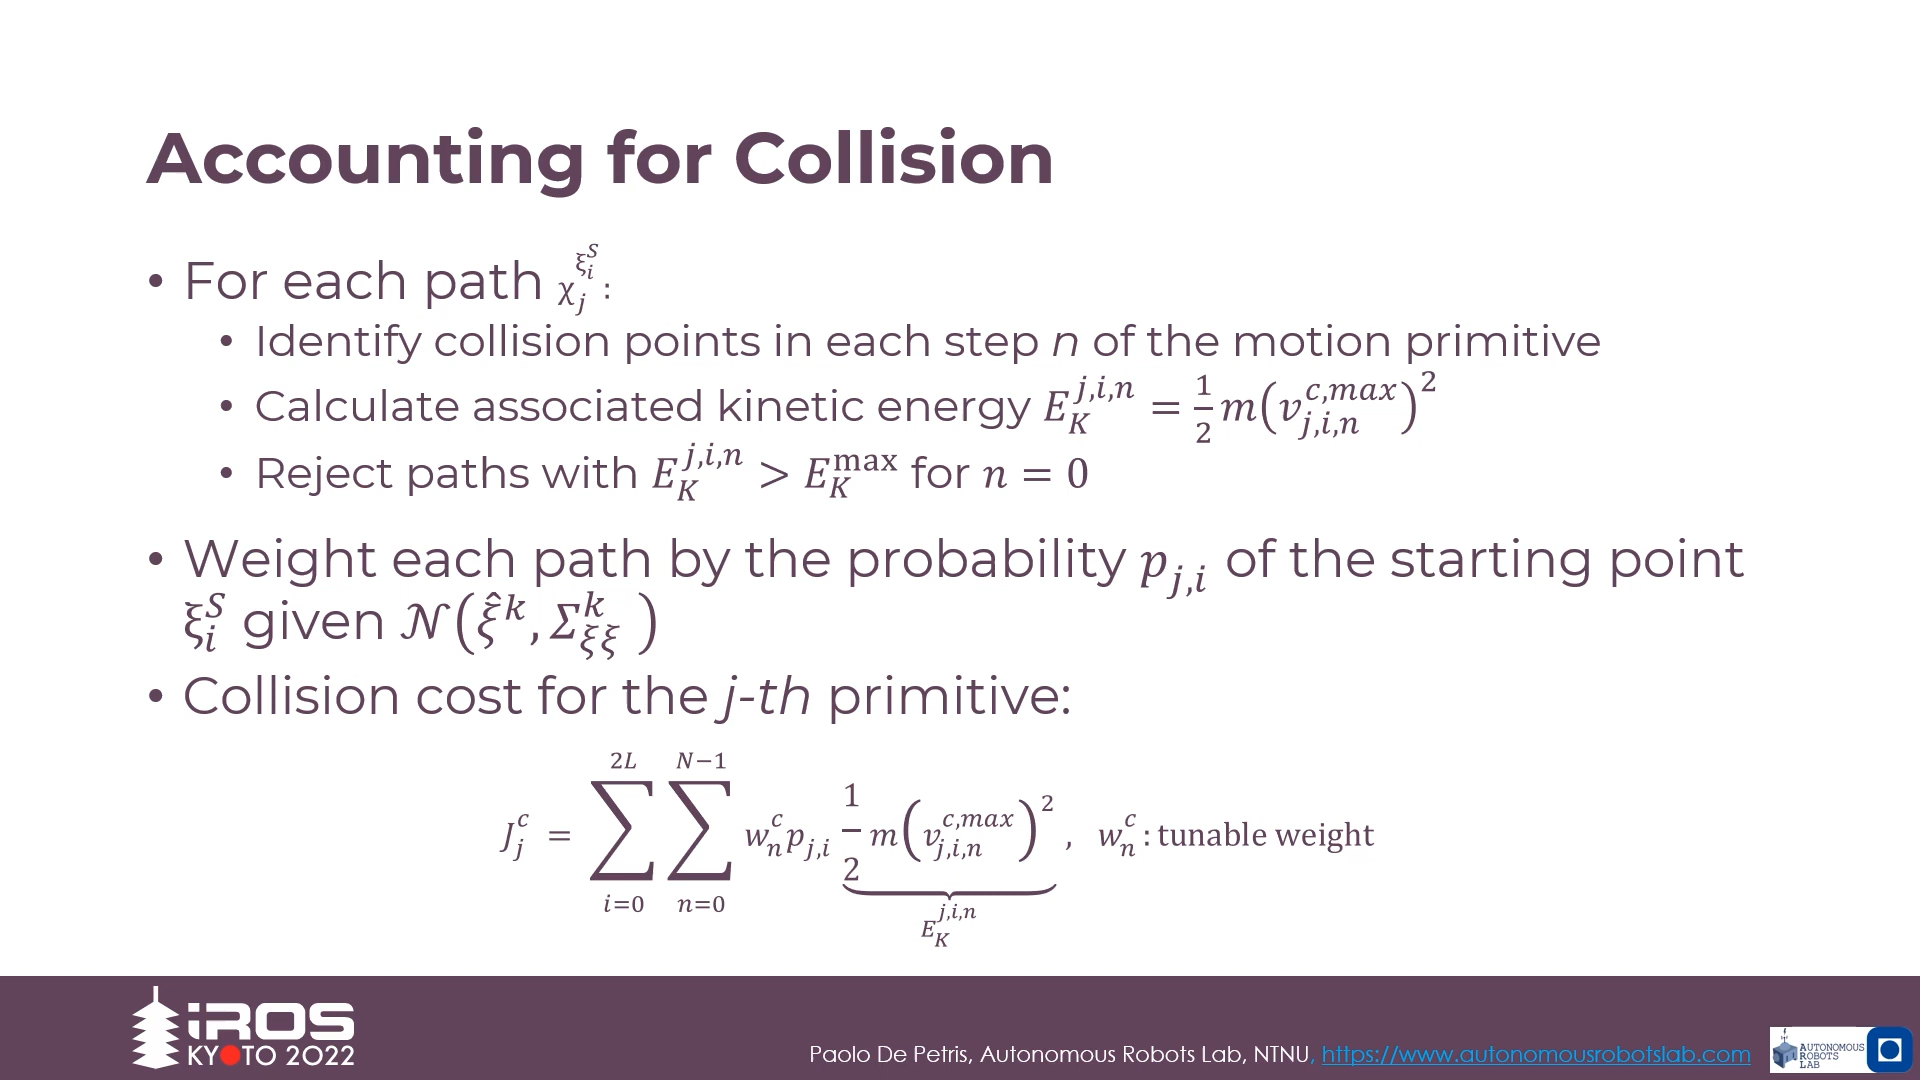 Accounting for Collision
• For each path χ_j^{ξ_i^S}:
• Identify collision points in each step n of the motion primitive
• Calculate associated kinetic energy E_K^{j,i,n} = 1/2 m(v_{j,i,n}^{c,max})^2
• Reject paths with E_K^{j,i,n} > E_K^{max} for n = 0
• Weight each path by the probability p_{j,i} of the starting point
ξ_i^S given 𝒩(ξ̂^k, Σ_{ξξ}^k)
• Collision cost for the j-th primitive:
J_j^c = ∑_{i=0}^{2L} ∑_{n=0}^{N−1} w_n^c p_{j,i} 1/2 m(v_{j,i,n}^{c,max})^2, w_n^c: tunable weight
E_K^{j,i,n}
iROS
KYOTO 2022
Paolo De Petris, Autonomous Robots Lab, NTNU, https://www.autonomousrobotslab.com
AUTONOMOUS
ROBOTS
LAB